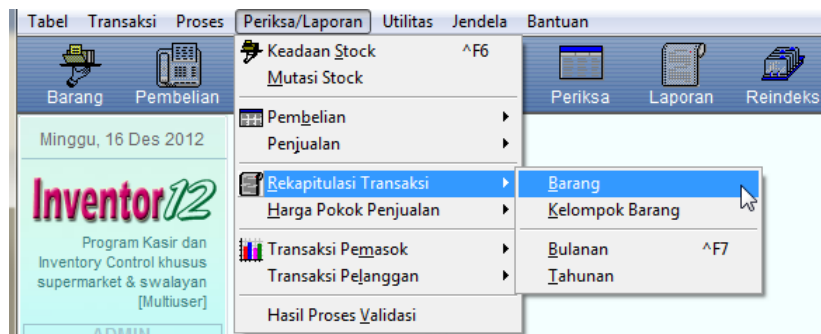 Tabel Transaksi Proses Periksa/Laporan Utilitas Jendela Bantuan
Barang Pembelian Periksa Laporan Reindeks
Keadaan Stock ^F6
Mutasi Stock
Pembelian
Penjualan
Rekapitulasi Transaksi
Harga Pokok Penjualan
Transaksi Pemasok
Transaksi Pelanggan
Hasil Proses Validasi
Barang
Kelompok Barang
Bulanan ^F7
Tahunan
Minggu, 16 Des 2012
Inventor12
Program Kasir dan
Inventory Control khusus
supermarket & swalayan
[Multiuser]
ADMIN